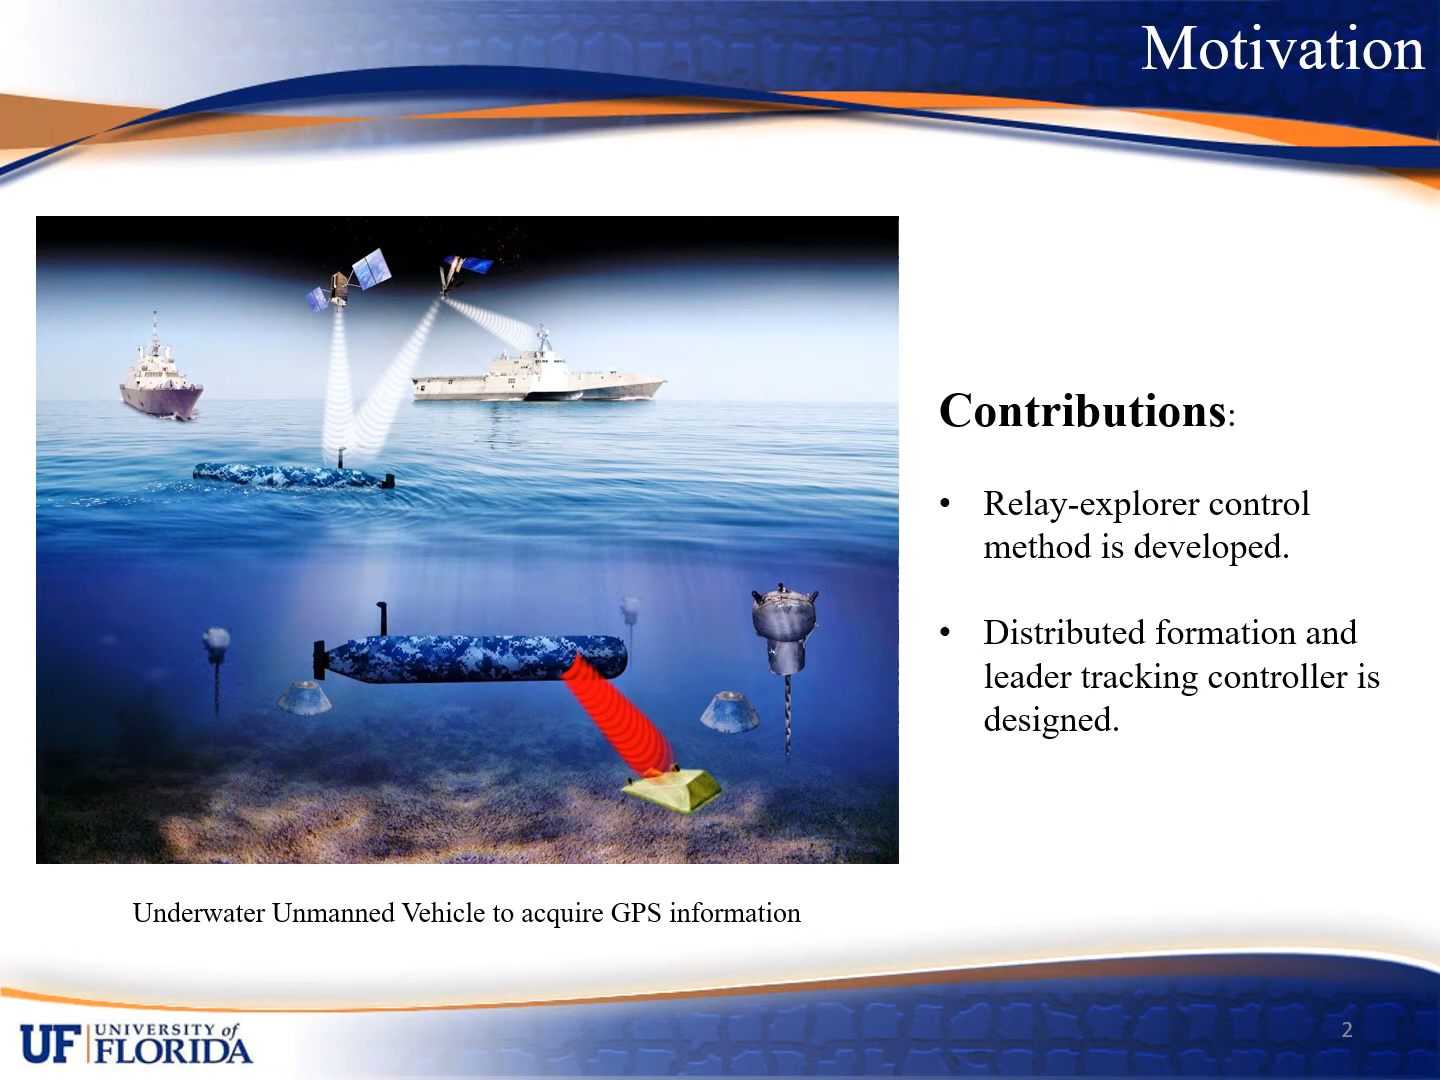 Motivation
Contributions:
• Relay-explorer control
method is developed.
• Distributed formation and
leader tracking controller is
designed.
Underwater Unmanned Vehicle to acquire GPS information
UF UNIVERSITY of
FLORIDA
2